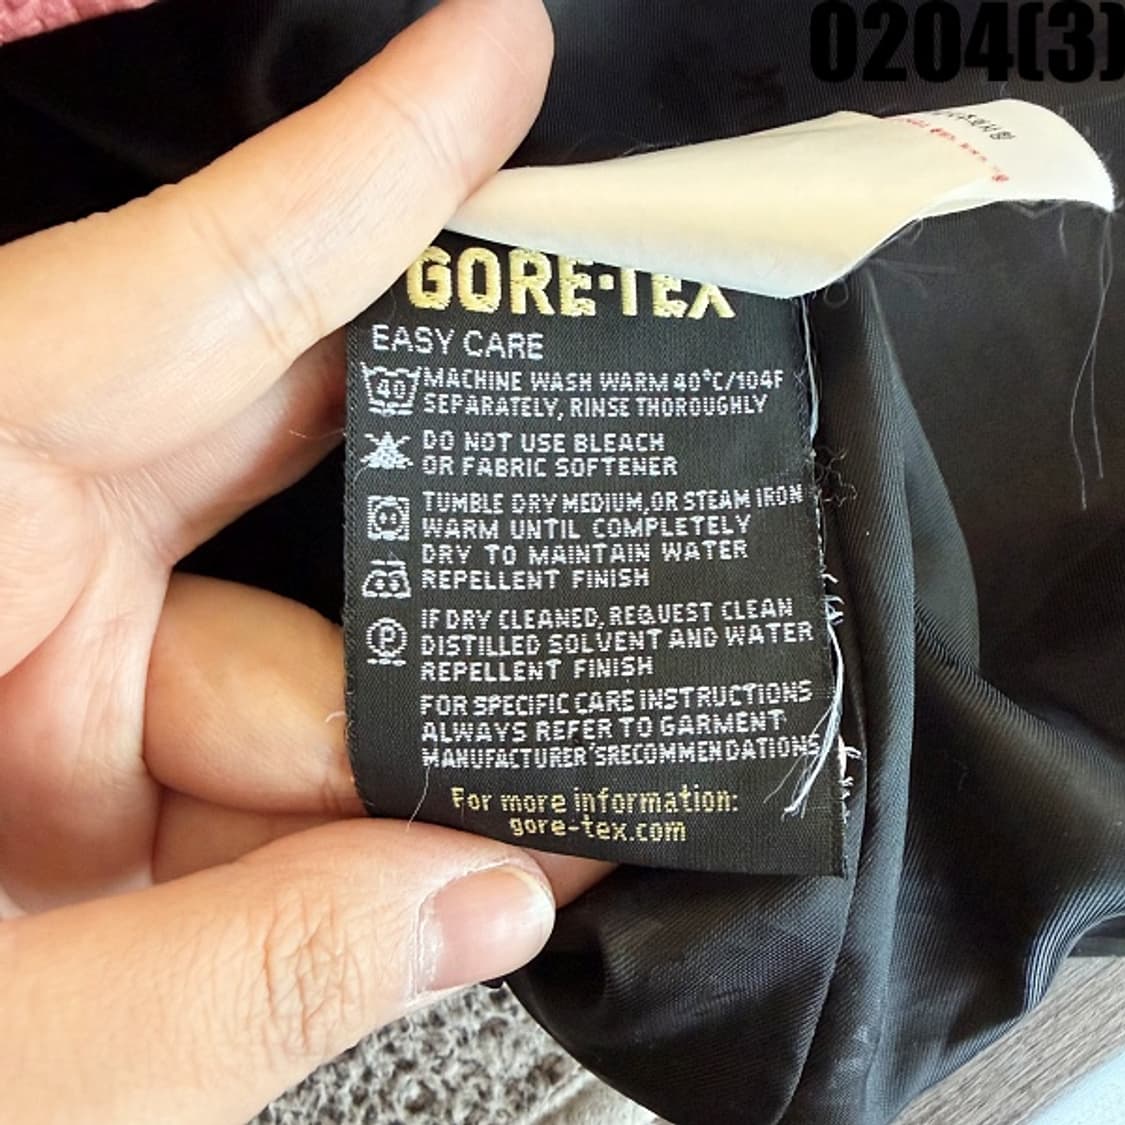 0204(3)
GORE-TEX
EASY CARE
40
MACHINE WASH WARM 40°C/104F
SEPARATELY, RINSE THOROUGHLY
DO NOT USE BLEACH
OR FABRIC SOFTENER
TUMBLE DRY MEDIUM, OR STEAM IRON
WARM UNTIL COMPLETELY
DRY TO MAINTAIN WATER
REPELLENT FINISH
P
IF DRY CLEANED, REQUEST CLEAN
DISTILLED SOLVENT AND WATER
REPELLENT FINISH
FOR SPECIFIC CARE INSTRUCTIONS
ALWAYS REFER TO GARMENT
MANUFACTURER'S RECOMMENDATIONS
For more information:
gore-tex.com